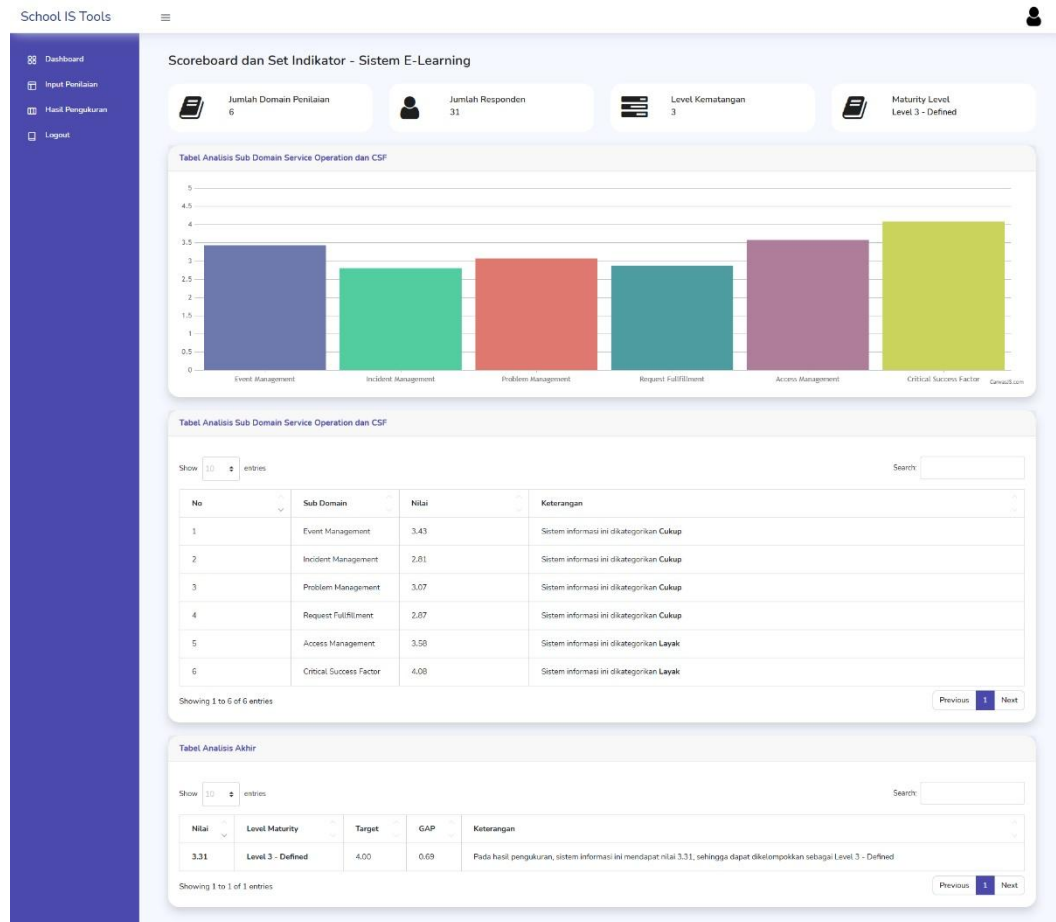 School IS Tools
Dashboard
Input Penilaian
Hasil Pengukuran
Logout
Scoreboard dan Set Indikator - Sistem E-Learning
Jumlah Domain Penilaian
6
Jumlah Responden
31
Level Kematangan
3
Maturity Level
Level 3 - Defined
Tabel Analisis Sub Domain Service Operation dan CSF
5
4.5
4
3.5
3
2.5
2
1.5
1
0.5
0
Event Management
Incident Management
Problem Management
Request Fullfillment
Access Management
Critical Success Factor
CanvasJS.com
Tabel Analisis Sub Domain Service Operation dan CSF
Show 10 entries
Search:
No Sub Domain Nilai Keterangan
1 Event Management 3.43 Sistem informasi ini dikategorikan Cukup
2 Incident Management 2.81 Sistem informasi ini dikategorikan Cukup
3 Problem Management 3.07 Sistem informasi ini dikategorikan Cukup
4 Request Fullfillment 2.87 Sistem informasi ini dikategorikan Cukup
5 Access Management 3.58 Sistem informasi ini dikategorikan Layak
6 Critical Success Factor 4.08 Sistem informasi ini dikategorikan Layak
Showing 1 to 6 of 6 entries
Previous 1 Next
Tabel Analisis Akhir
Show 10 entries
Search:
Nilai Level Maturity Target GAP Keterangan
3.31 Level 3 - Defined 4.00 0.69 Pada hasil pengukuran, sistem informasi ini mendapat nilai 3.31, sehingga dapat dikelompokkan sebagai Level 3 - Defined
Showing 1 to 1 of 1 entries
Previous 1 Next